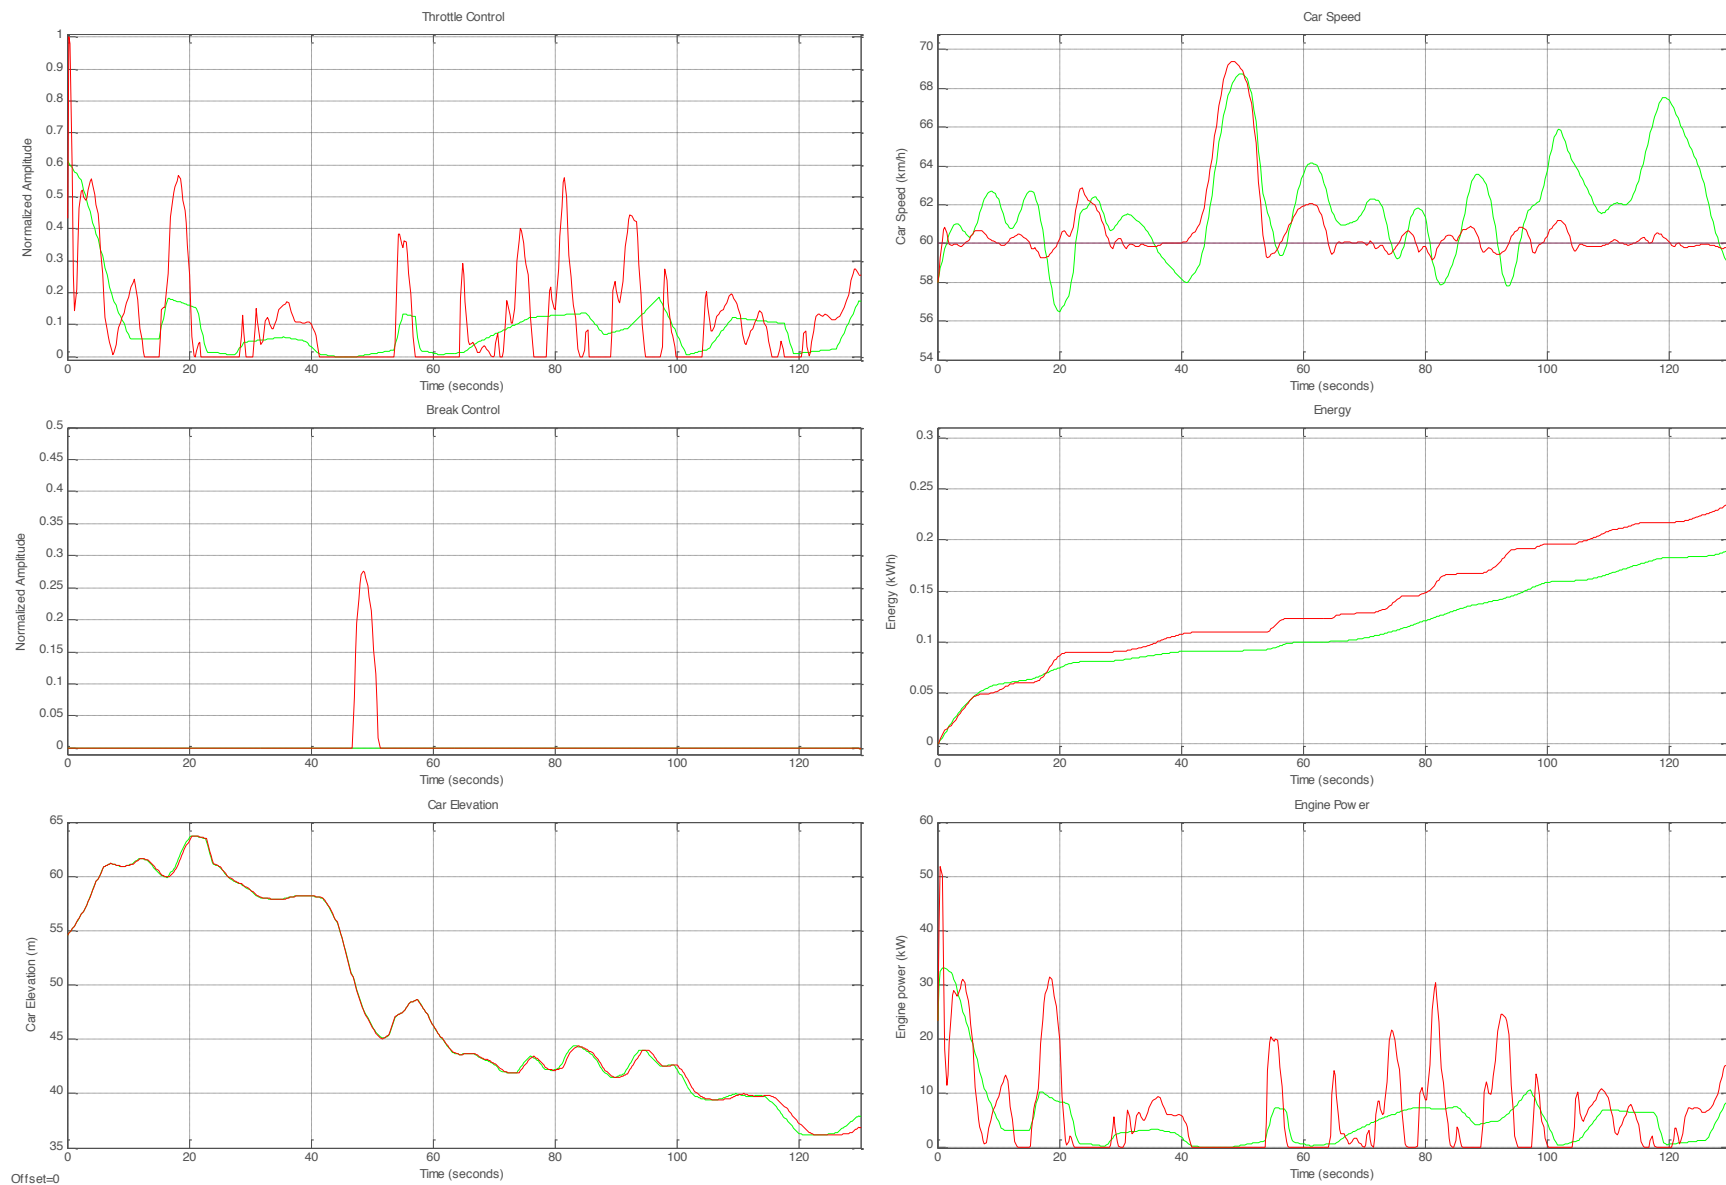 Throttle Control
Normalized Amplitude
1
0.9
0.8
0.7
0.6
0.5
0.4
0.3
0.2
0.1
0
0 20 40 60 80 100 120
Time (seconds)
Car Speed
Car Speed (km/h)
70
68
66
64
62
60
58
56
54
0 20 40 60 80 100 120
Time (seconds)
Break Control
Normalized Amplitude
0.5
0.45
0.4
0.35
0.3
0.25
0.2
0.15
0.1
0.05
0
0 20 40 60 80 100 120
Time (seconds)
Energy
Energy (kWh)
0.3
0.25
0.2
0.15
0.1
0.05
0
0 20 40 60 80 100 120
Time (seconds)
Car Elevation
Car Elevation (m)
65
60
55
50
45
40
35
0 20 40 60 80 100 120
Time (seconds)
Engine Power
Engine power (kW)
60
50
40
30
20
10
0
0 20 40 60 80 100 120
Time (seconds)
Offset=0